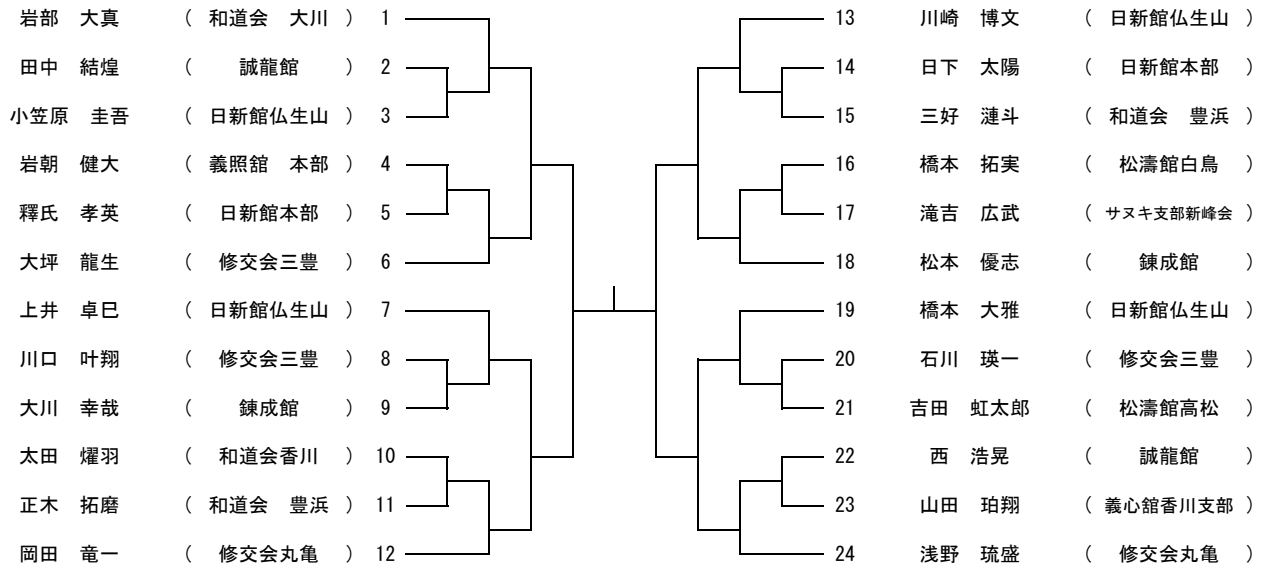 岩部　大真　（　和道会　大川　）　1
田中　結煌　（　誠龍館　）　2
小笠原　圭吾　（　日新館仏生山　）　3
岩朝　健大　（　義照舘　本部　）　4
釋氏　孝英　（　日新館本部　）　5
大坪　龍生　（　修交会三豊　）　6
上井　卓巳　（　日新館仏生山　）　7
川口　叶翔　（　修交会三豊　）　8
大川　幸哉　（　錬成館　）　9
太田　燿羽　（　和道会香川　）　10
正木　拓磨　（　和道会　豊浜　）　11
岡田　竜一　（　修交会丸亀　）　12
13　川崎　博文　（　日新館仏生山　）
14　日下　太陽　（　日新館本部　）
15　三好　漣斗　（　和道会　豊浜　）
16　橋本　拓実　（　松濤館白鳥　）
17　滝吉　広武　（　サヌキ支部新峰会　）
18　松本　優志　（　錬成館　）
19　橋本　大雅　（　日新館仏生山　）
20　石川　瑛一　（　修交会三豊　）
21　吉田　虹太郎　（　松濤館高松　）
22　西　浩晃　（　誠龍館　）
23　山田　珀翔　（　義心舘香川支部　）
24　浅野　琉盛　（　修交会丸亀　）